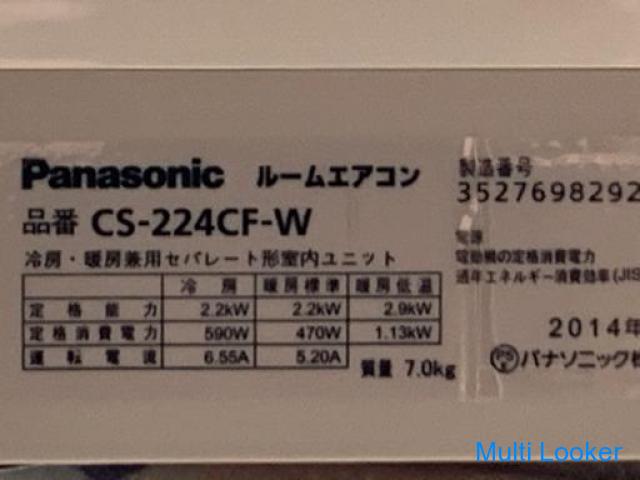 Panasonic ルームエアコン
品番 CS-224CF-W
冷房・暖房兼用セパレート形室内ユニット
冷房 暖房標準 暖房低温
定格能力 2.2kW 2.2kW 2.9kW
定格消費電力 590W 470W 1.13kW
運転電流 6.55A 5.20A
質量 7.0kg
製造番号
3527698292
電源
電動機の定格消費電力
通年エネルギー消費効率(JIS
2014年
PS パナソニック株
Multi Looker